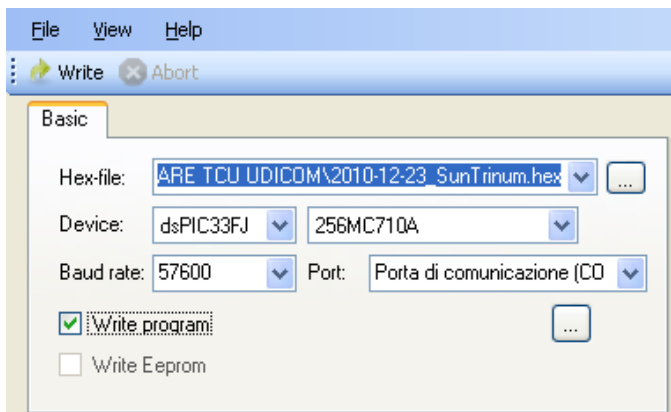 File View Help
Write Abort
Basic
Hex-file: ARE TCU UDICOM\2010-12-23_SunTrinum.hex ...
Device: dsPIC33FJ 256MC710A
Baud rate: 57600 Port: Porta di comunicazione (CO
Write program ...
Write Eeprom